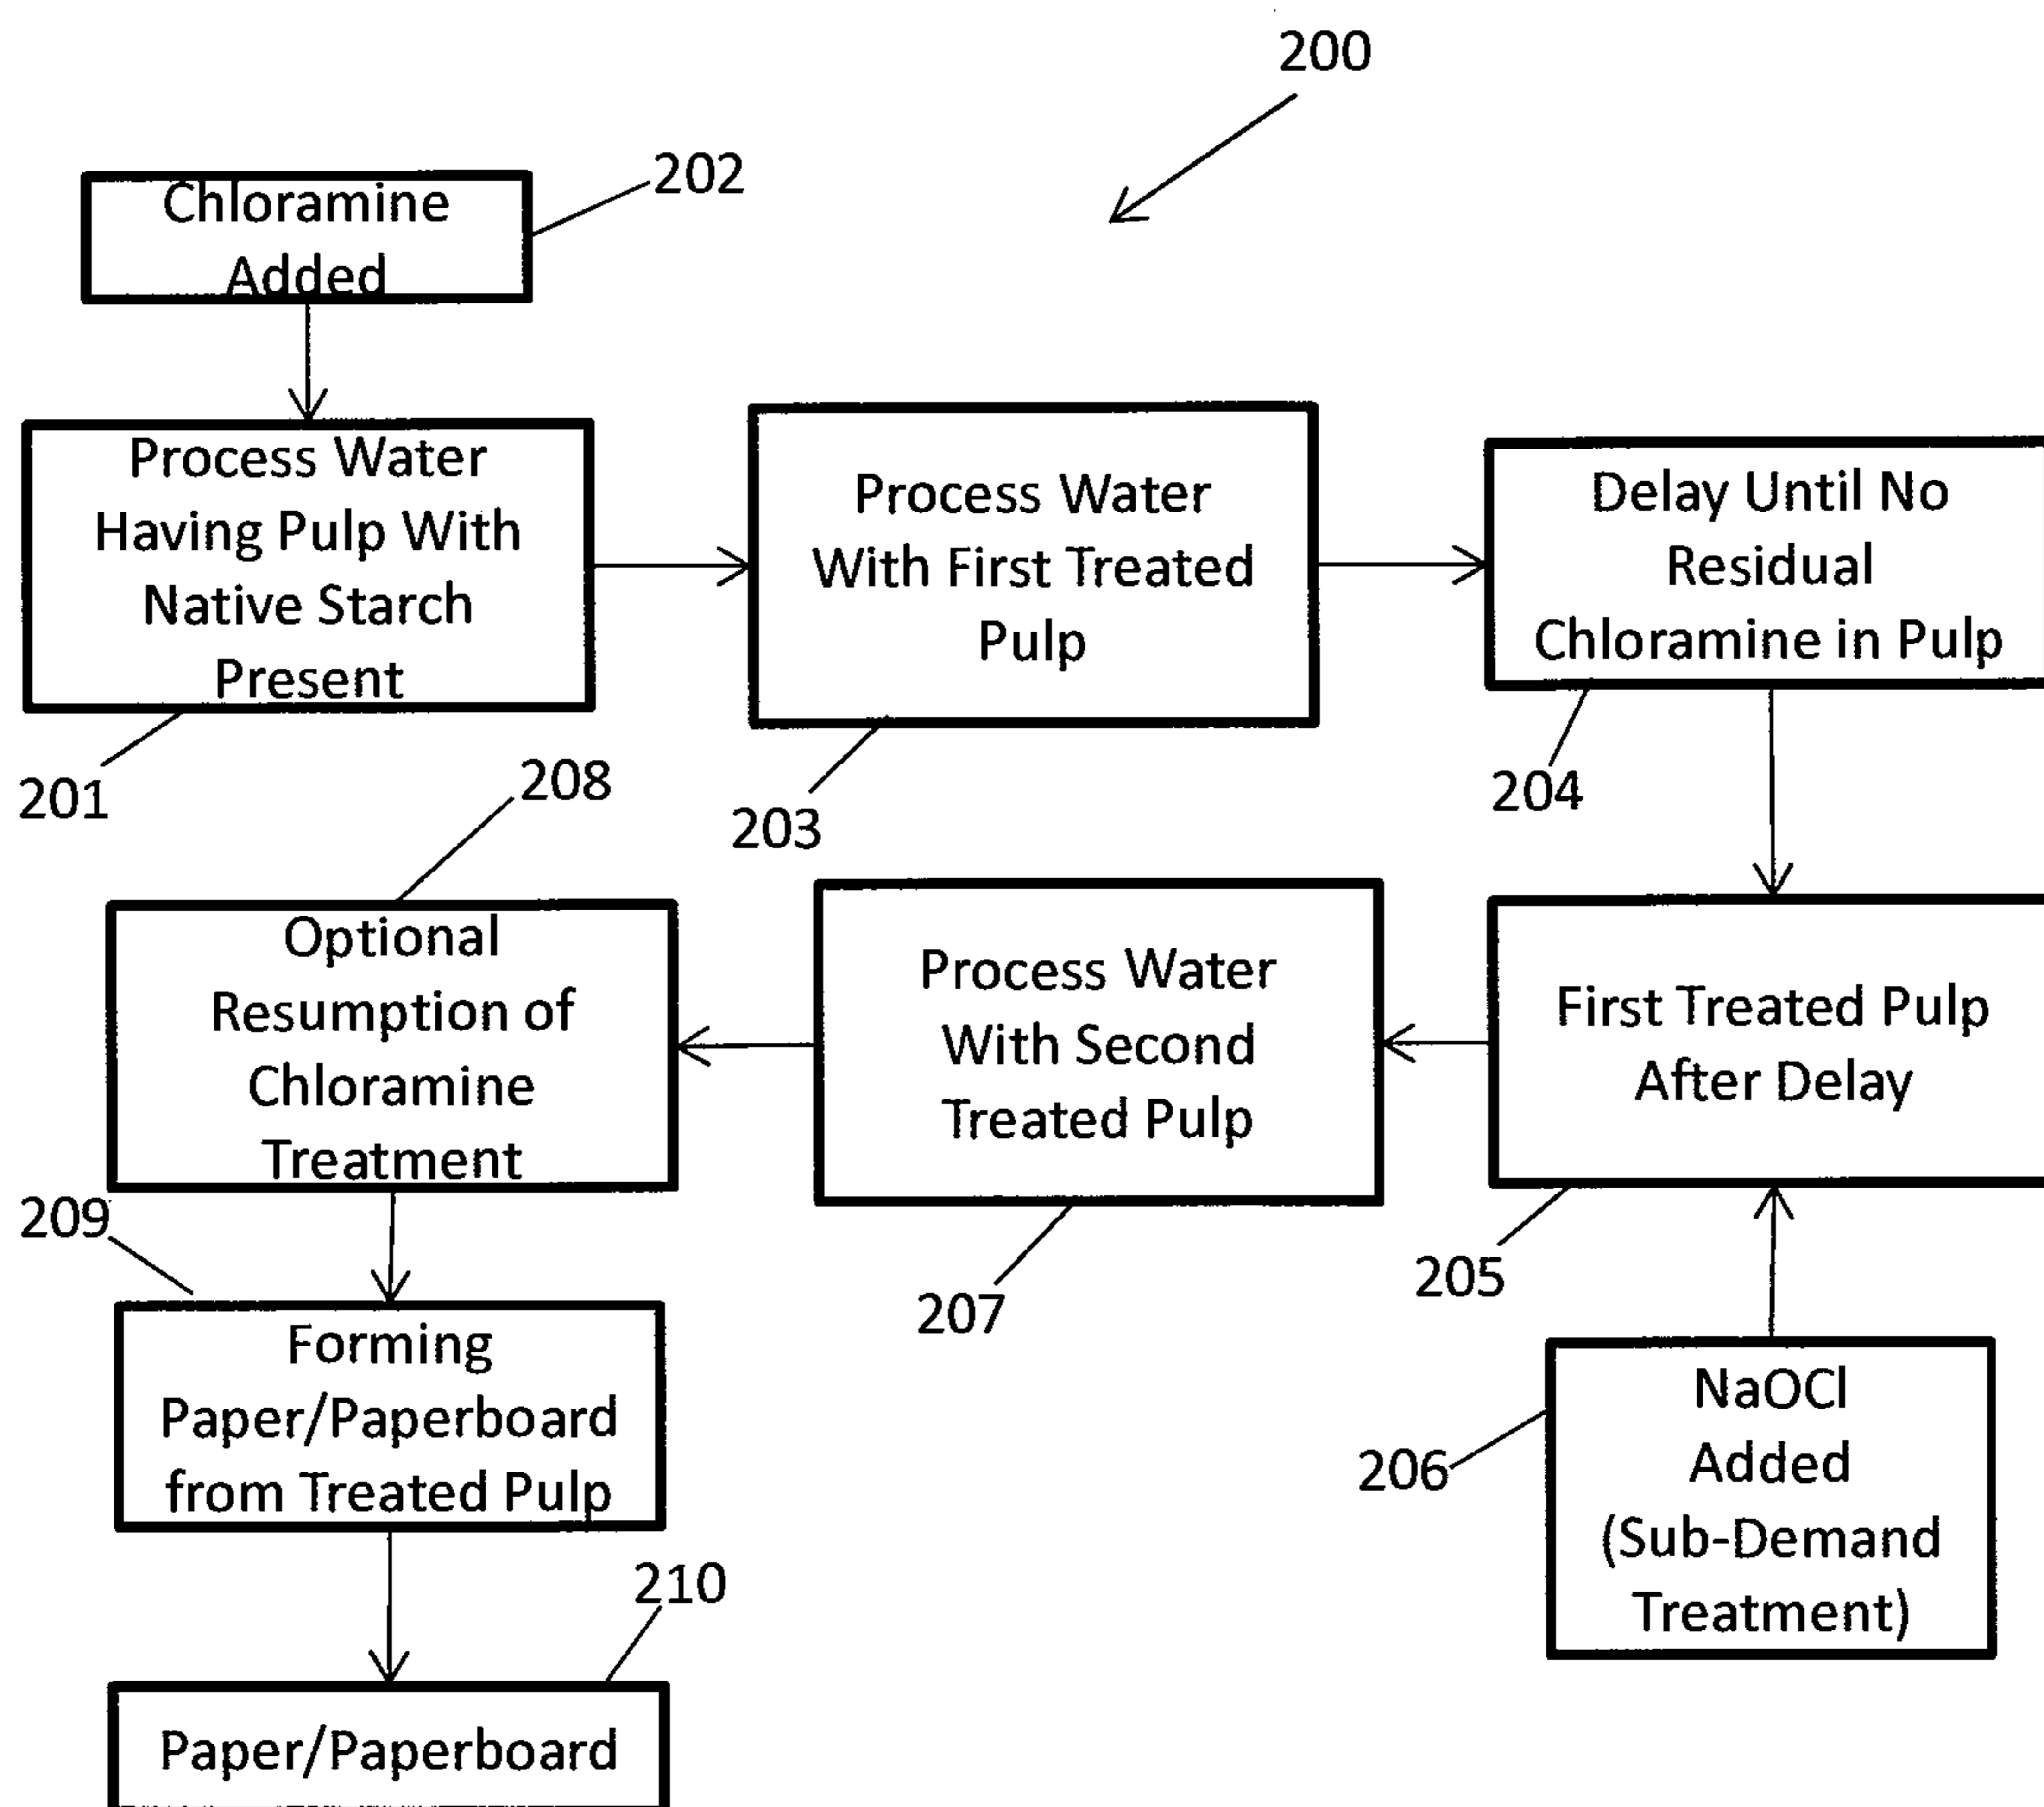 200
Chloramine
Added
202
Process Water
Having Pulp With
Native Starch
Present
201
Process Water
With First Treated
Pulp
203
Delay Until No
Residual
Chloramine in Pulp
204
208
Optional
Resumption of
Chloramine
Treatment
Process Water
With Second
Treated Pulp
207
First Treated Pulp
After Delay
205
NaOCl
Added
(Sub-Demand
Treatment)
206
209
Forming
Paper/Paperboard
from Treated Pulp
210
Paper/Paperboard